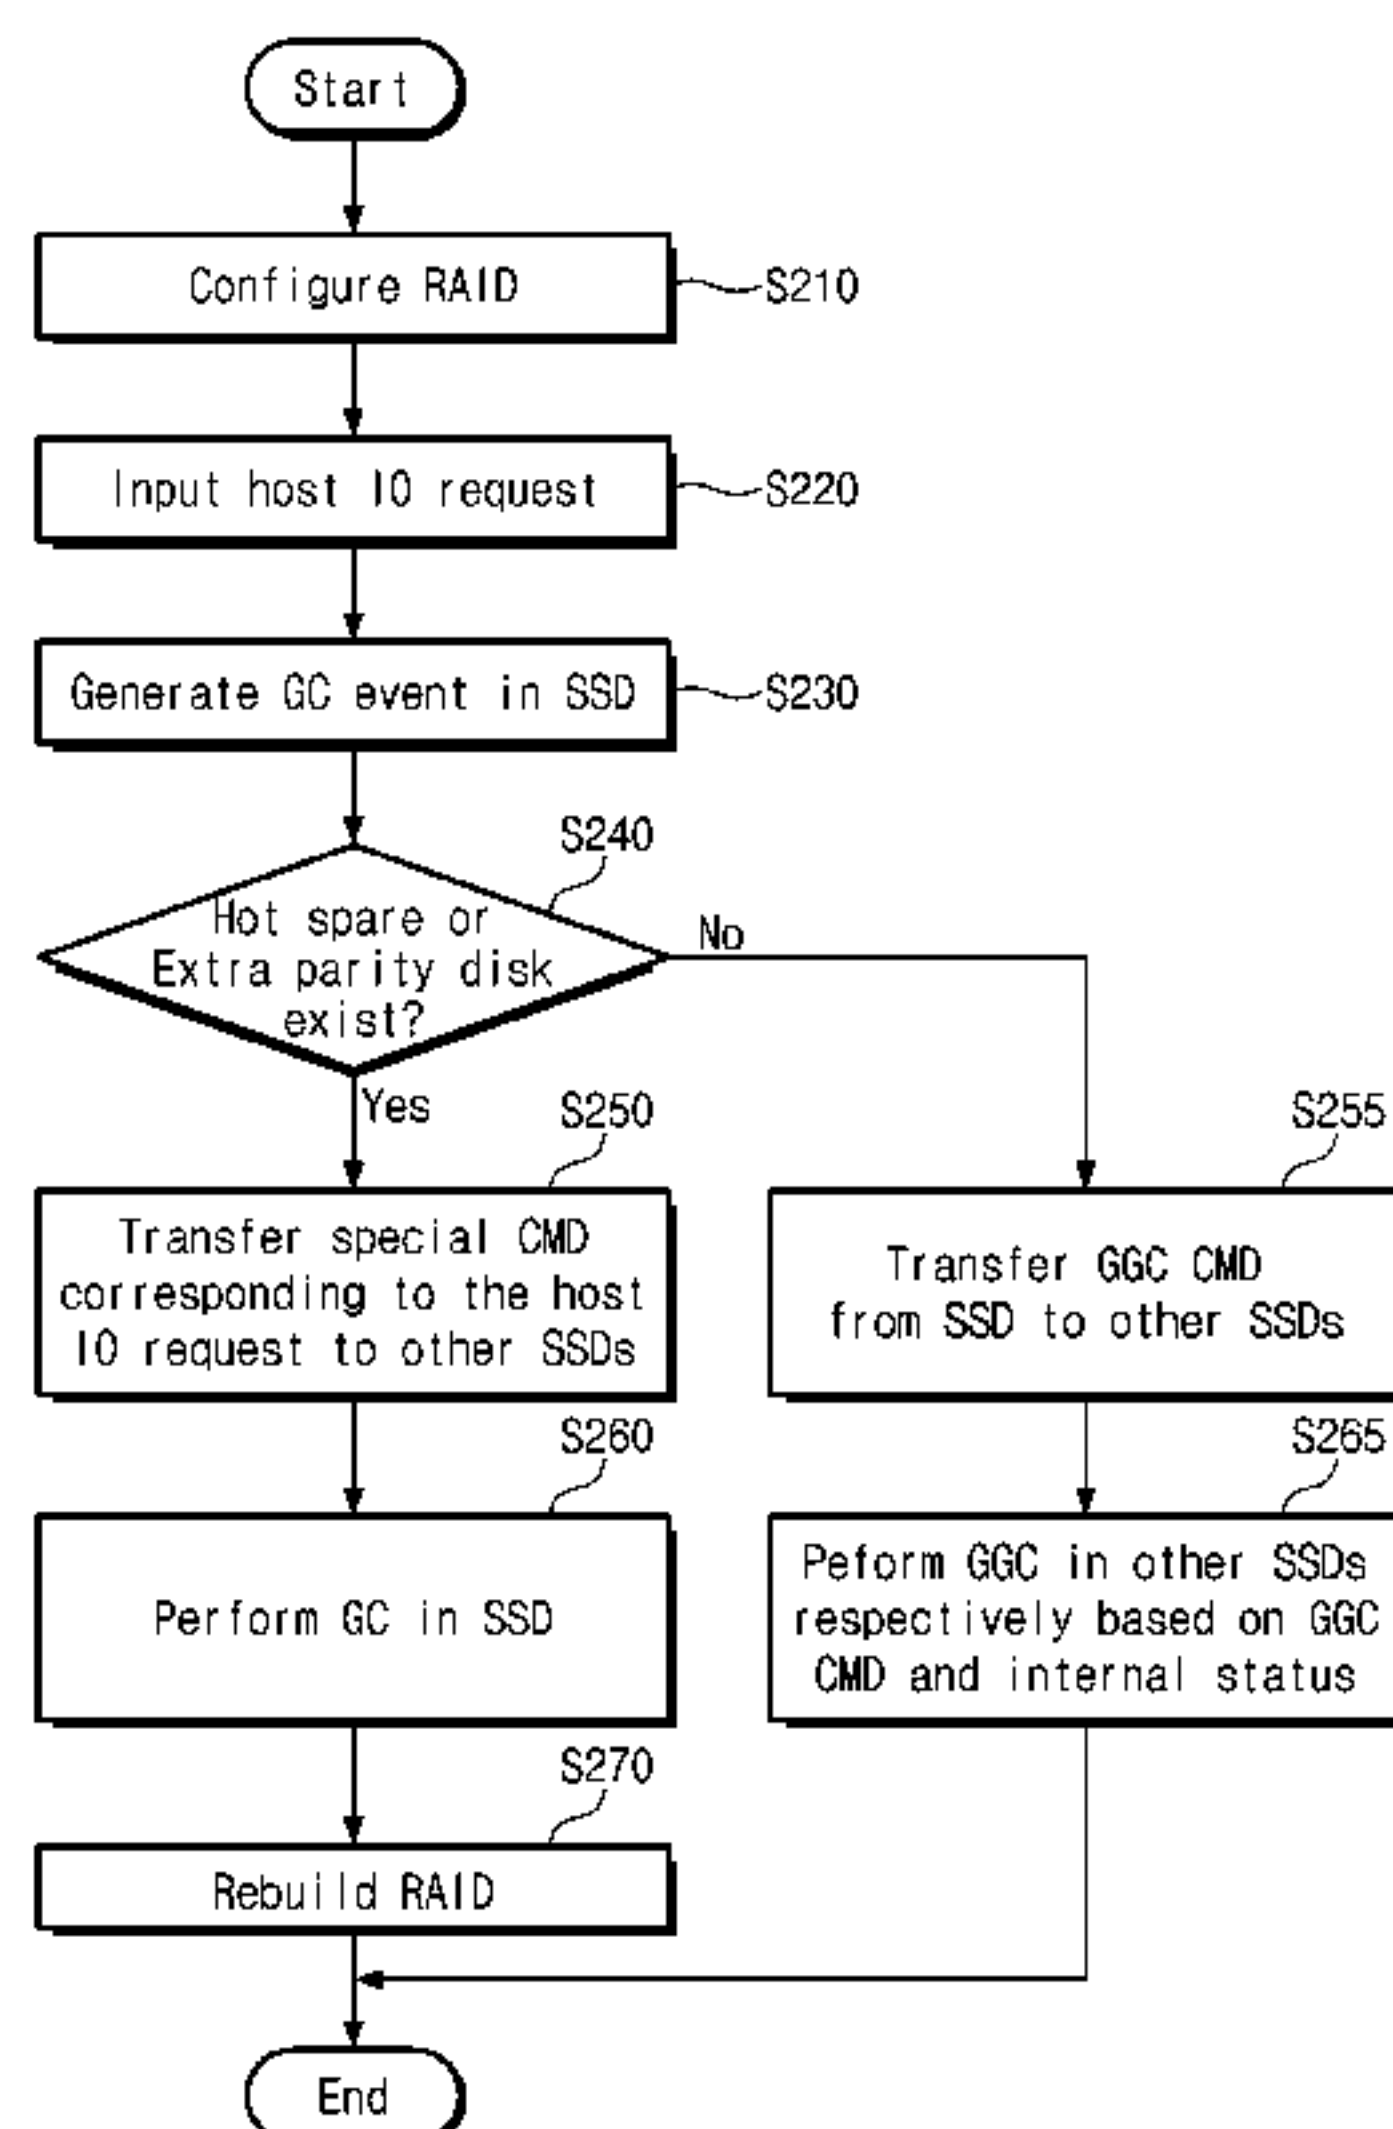 Start
Configure RAID
S210
Input host IO request
S220
Generate GC event in SSD
S230
S240
Hot spare or
Extra parity disk
exist?
No
Yes
S250
Transfer special CMD
corresponding to the host
IO request to other SSDs
S255
Transfer GGC CMD
from SSD to other SSDs
S260
Perform GC in SSD
S265
Peform GGC in other SSDs
respectively based on GGC
CMD and internal status
S270
Rebuild RAID
End